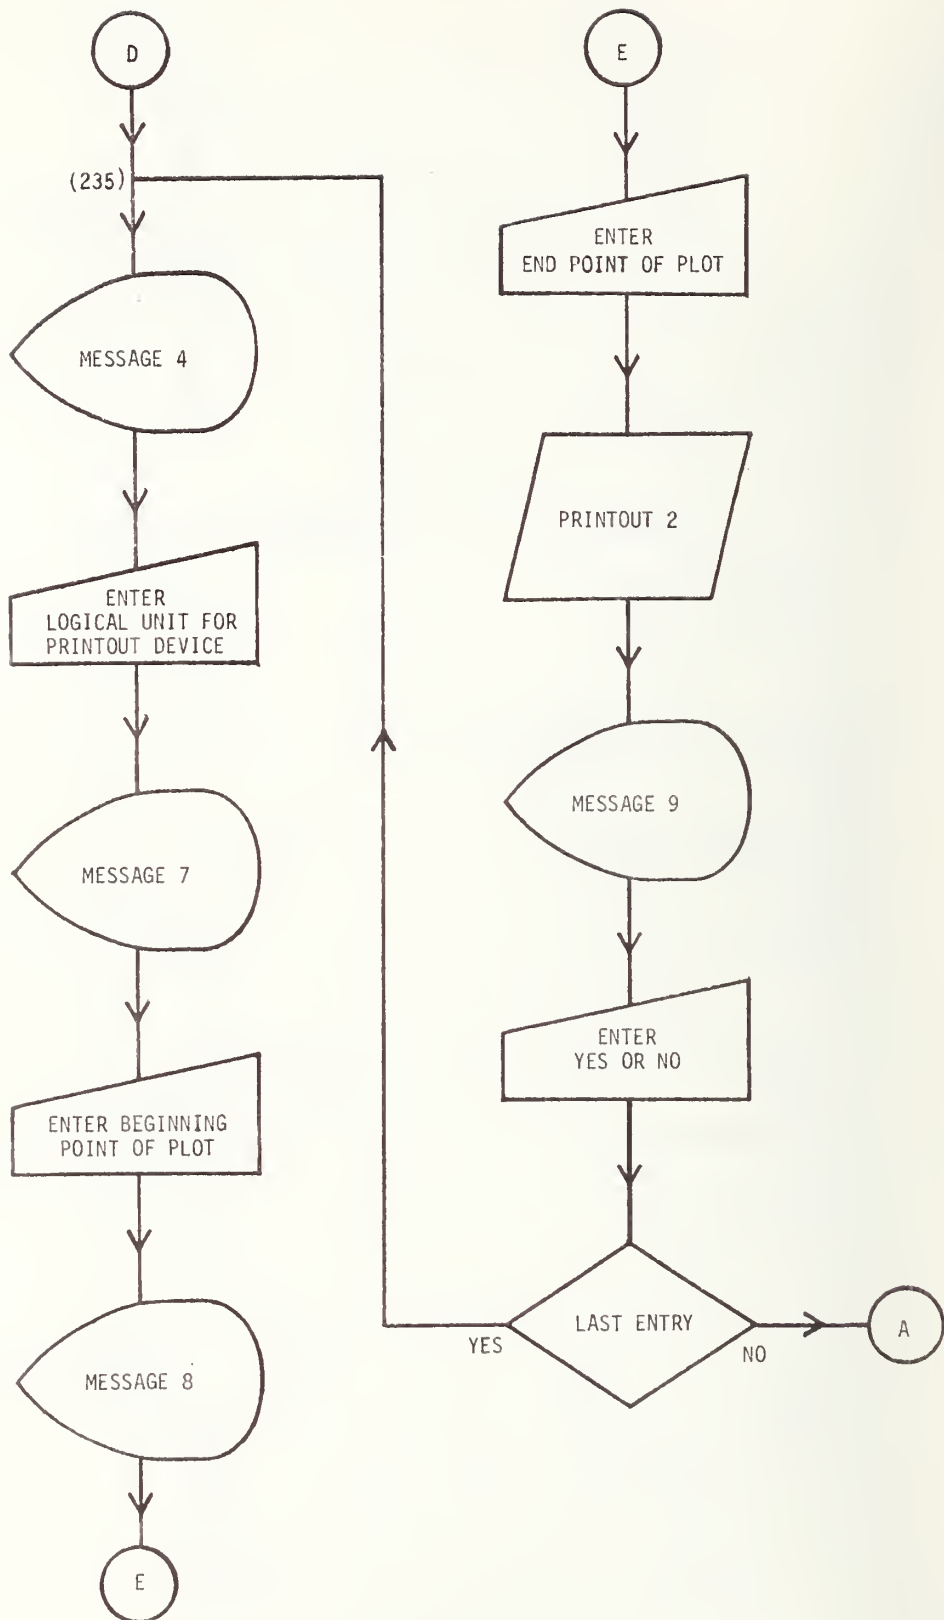 D
(235)
MESSAGE 4
ENTER
LOGICAL UNIT FOR
PRINTOUT DEVICE
MESSAGE 7
ENTER BEGINNING
POINT OF PLOT
MESSAGE 8
E
E
ENTER
END POINT OF PLOT
PRINTOUT 2
MESSAGE 9
ENTER
YES OR NO
LAST ENTRY
YES
NO
A